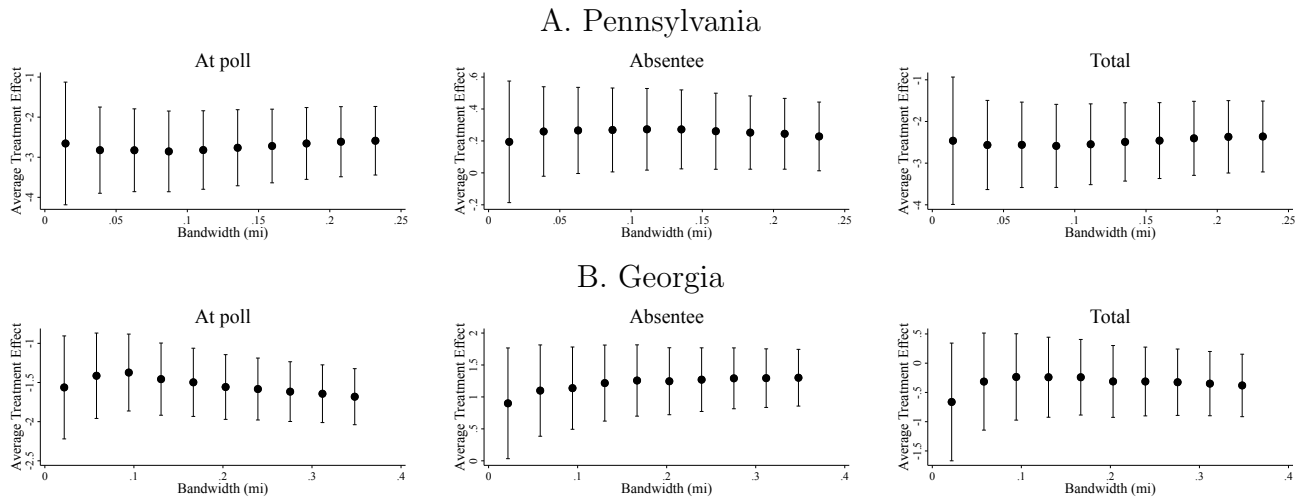 A. Pennsylvania
At poll
Average Treatment Effect
-1
-2
-3
-4
0 .05 .1 .15 .2 .25
Bandwidth (mi)
Absentee
Average Treatment Effect
.6
.4
.2
0
-.2
0 .05 .1 .15 .2 .25
Bandwidth (mi)
Total
Average Treatment Effect
-1
-2
-3
-4
0 .05 .1 .15 .2 .25
Bandwidth (mi)
B. Georgia
At poll
Average Treatment Effect
-1
-1.5
-2
-2.5
0 .1 .2 .3 .4
Bandwidth (mi)
Absentee
Average Treatment Effect
2
1.5
1
.5
0
0 .1 .2 .3 .4
Bandwidth (mi)
Total
Average Treatment Effect
.5
0
-.5
-1
-1.5
0 .1 .2 .3 .4
Bandwidth (mi)